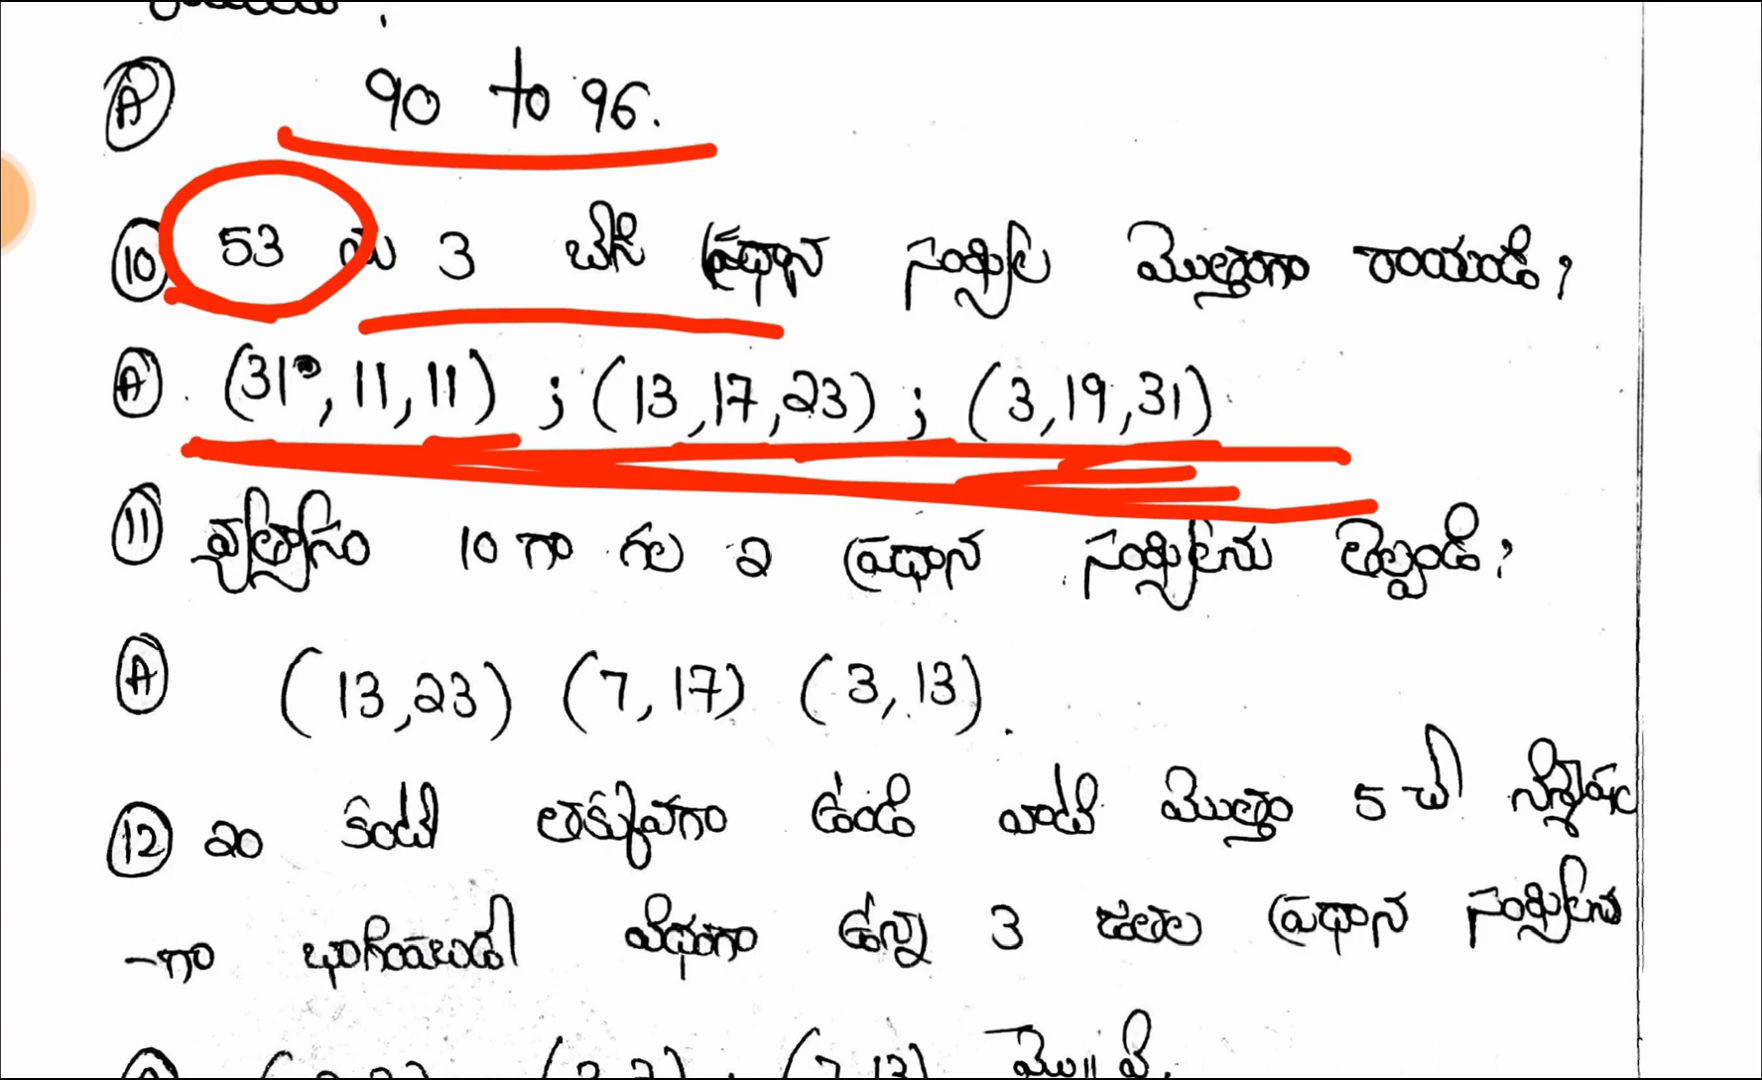 Ⓐ 90 to 96.
⑩ 53 ను 3 బేసి ప్రధాన సంఖ్యల మొత్తంగా రాయండి?
Ⓐ. (31, 11, 11) ; (13, 17, 23) ; (3, 19, 31)
⑪ వ్యత్యాసం 10 గా గల 2 ప్రధాన సంఖ్యలను తెల్పండి?
Ⓐ (13, 23) (7, 17) (3, 13).
⑫ 20 కంటే తక్కువగా ఉండి వాటి మొత్తం 5 చే నిశ్శేషం
-గా భాగింపబడే విధంగా ఉన్న 3 జతల ప్రధాన సంఖ్యలను